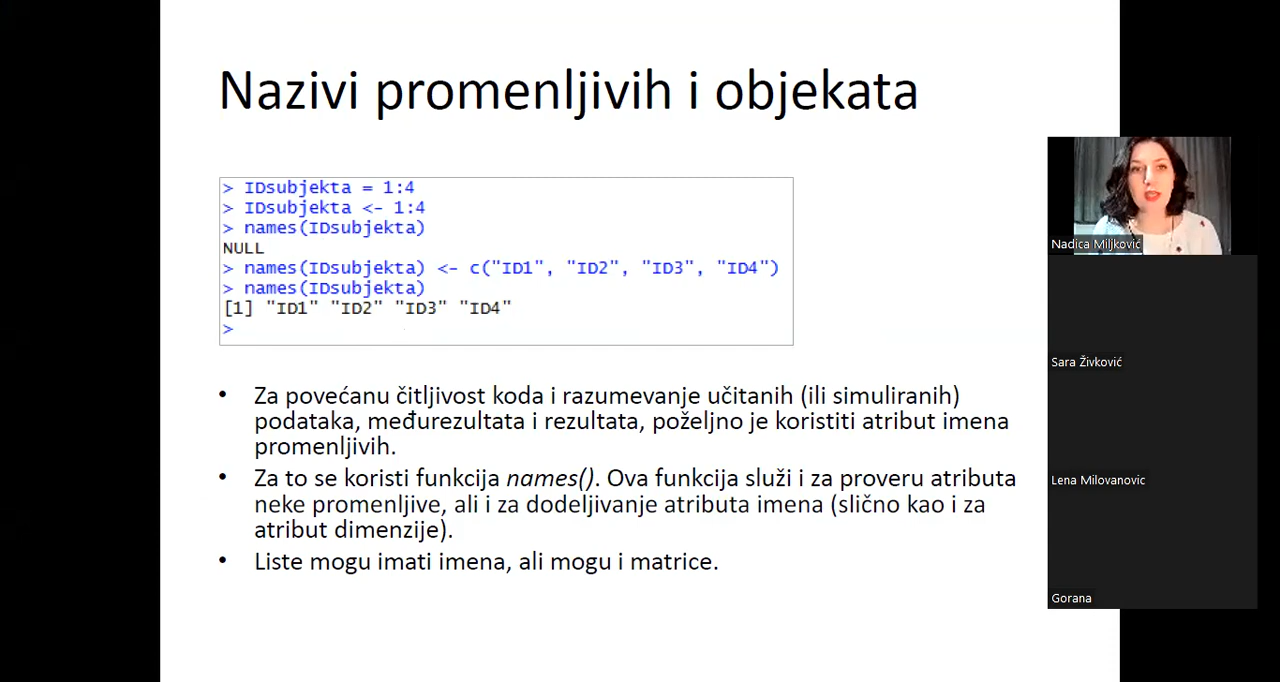 Nazivi promenljivih i objekata
> IDsubjekta = 1:4
> IDsubjekta <- 1:4
> names(IDsubjekta)
NULL
> names(IDsubjekta) <- c("ID1", "ID2", "ID3", "ID4")
> names(IDsubjekta)
[1] "ID1" "ID2" "ID3" "ID4"
>
• Za povećanu čitljivost koda i razumevanje učitanih (ili simuliranih)
podataka, međurezultata i rezultata, poželjno je koristiti atribut imena
promenljivih.
• Za to se koristi funkcija names(). Ova funkcija služi i za proveru atributa
neke promenljive, ali i za dodeljivanje atributa imena (slično kao i za
atribut dimenzije).
• Liste mogu imati imena, ali mogu i matrice.
Nadica Miljković
Sara Živković
Lena Milovanovic
Gorana